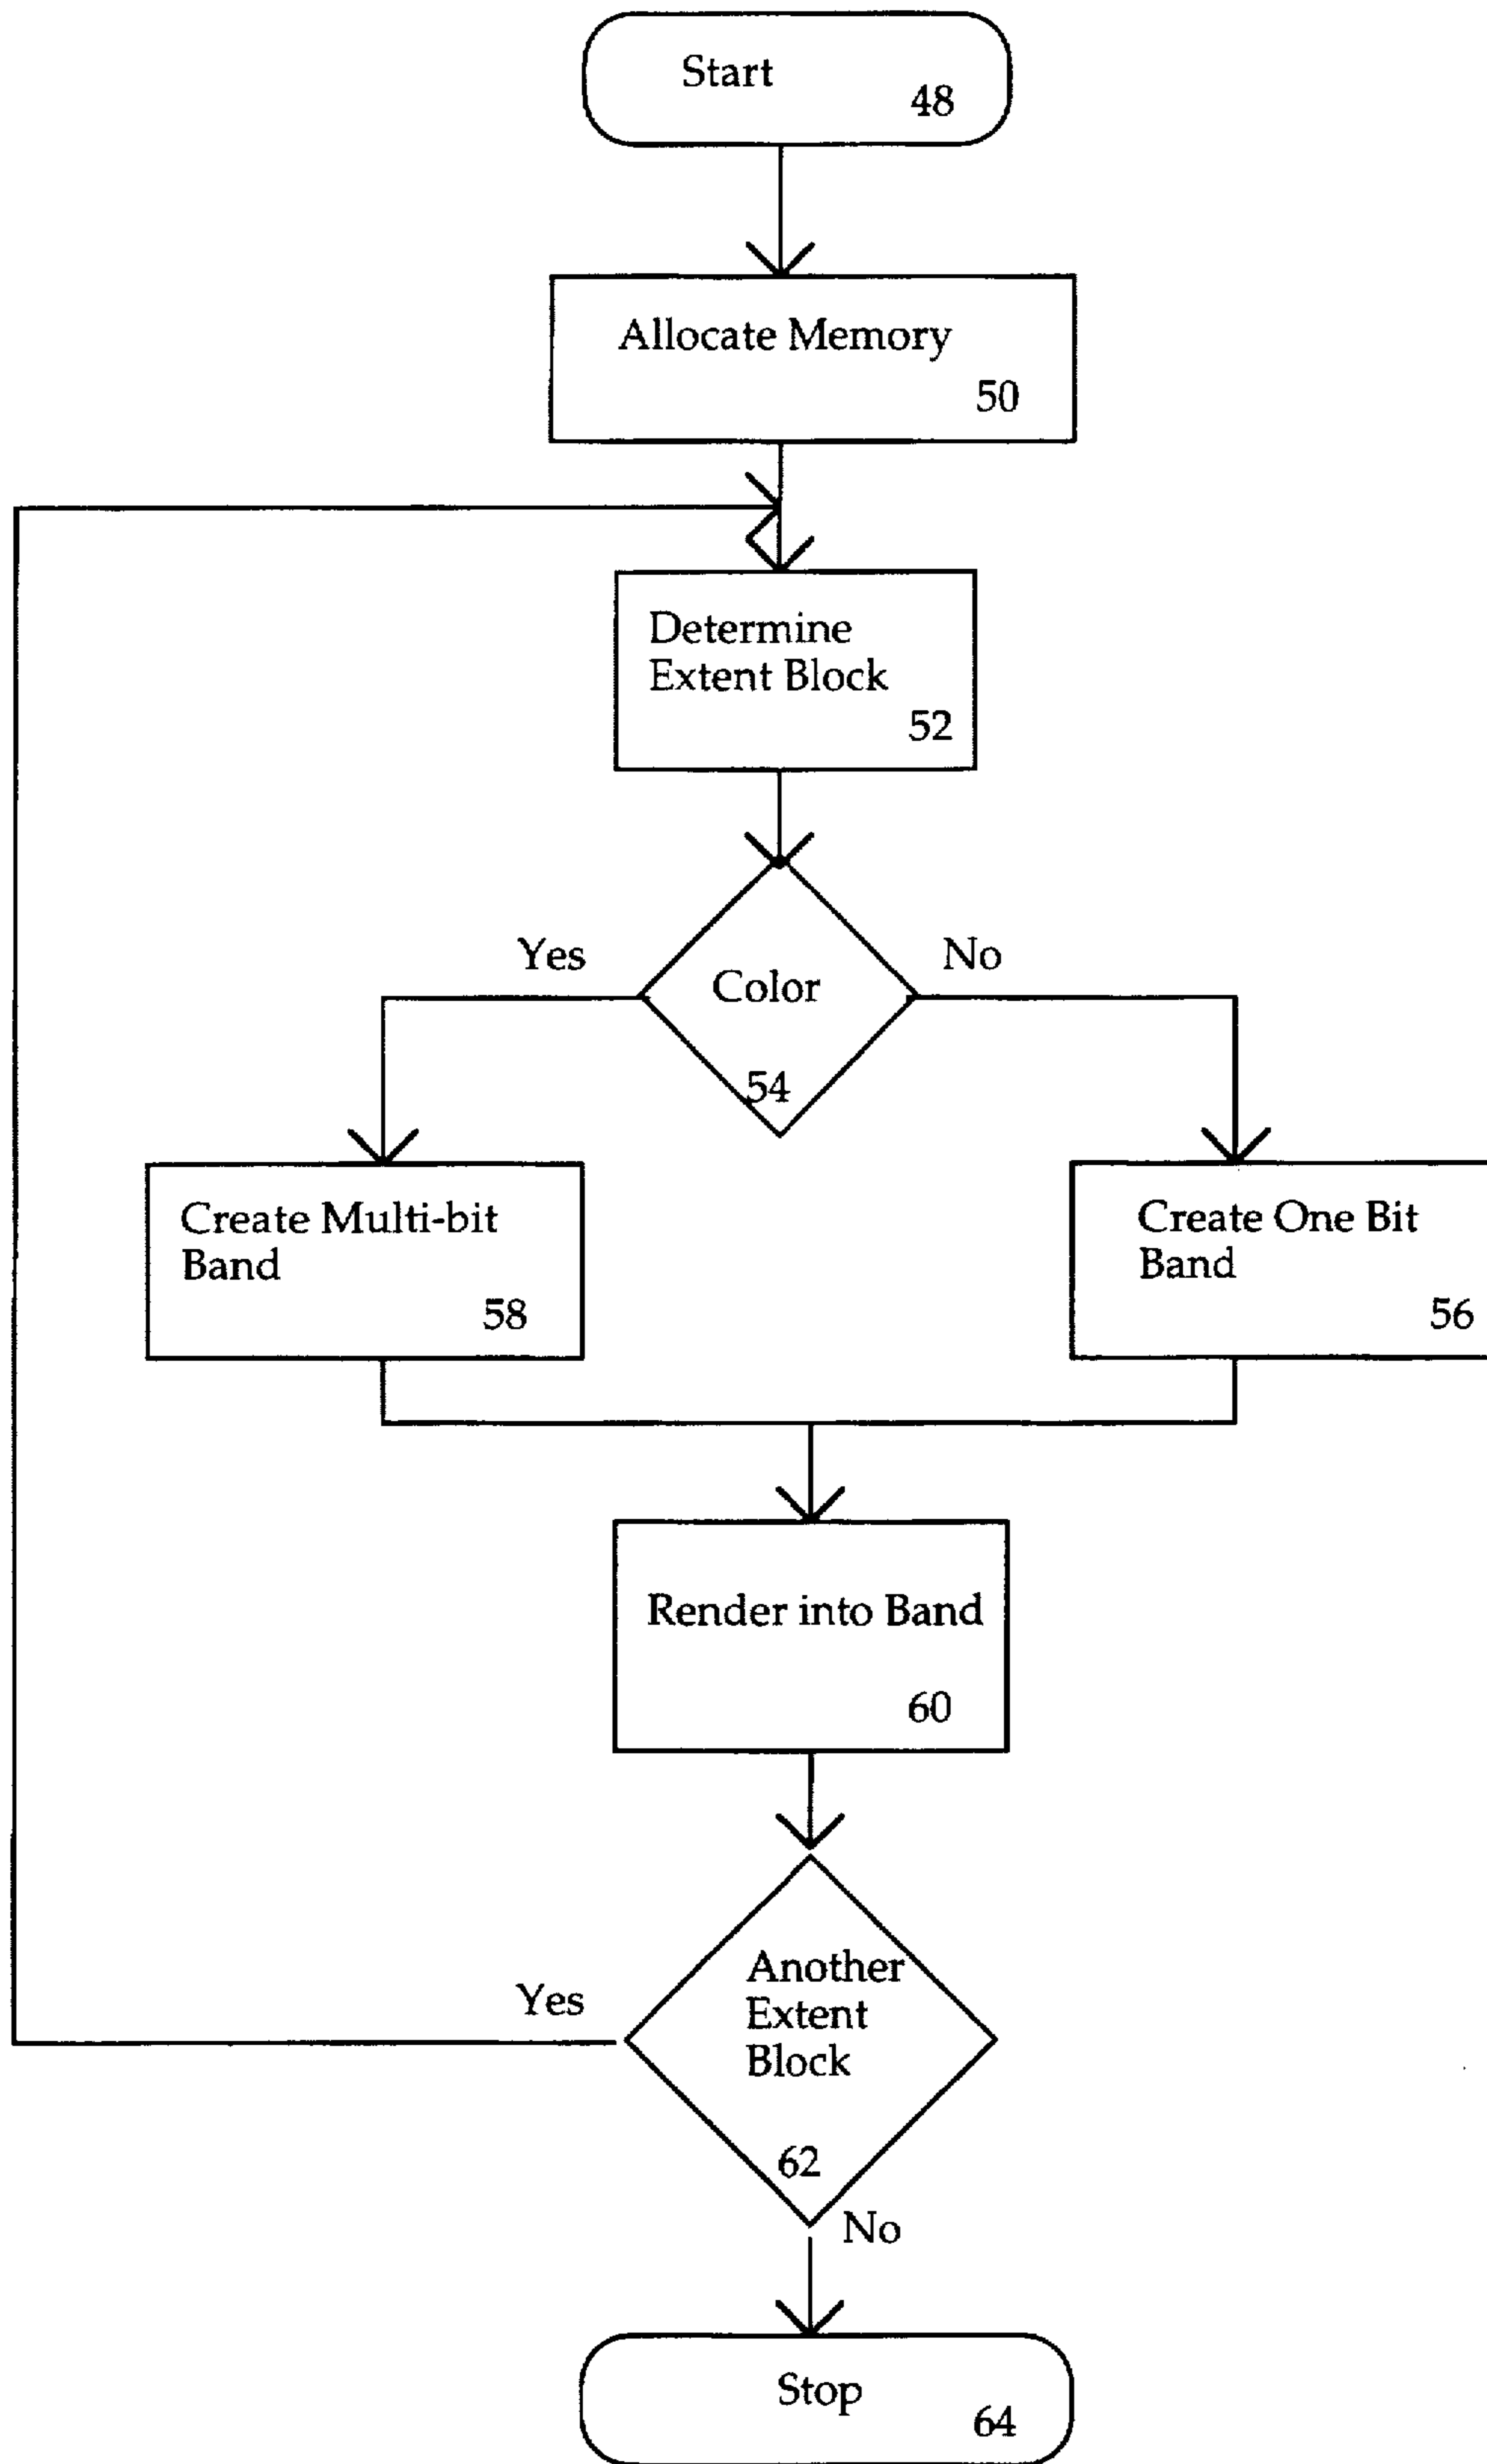 Start
48
Allocate Memory
50
Determine
Extent Block
52
Yes
No
Color
54
Create Multi-bit
Band
58
Create One Bit
Band
56
Render into Band
60
Another
Extent
Block
Yes
62
No
Stop
64